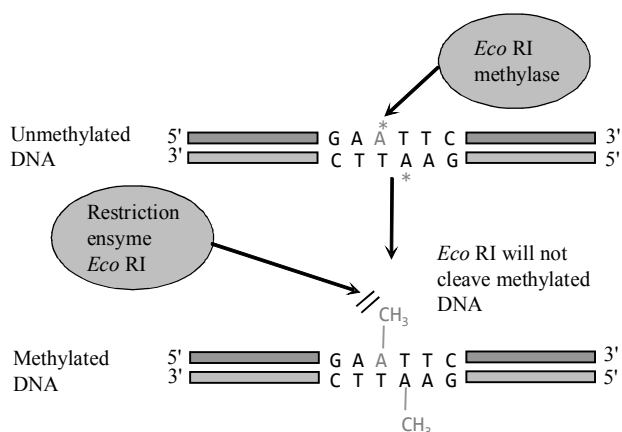 Eco RI
methylase
*
Unmethylated
DNA
5' G A A T T C 3'
3' C T T A A G 5'
*
Restriction
ensyme
Eco RI
Eco RI will not
cleave methylated
DNA
CH3
Methylated
DNA
5' G A A T T C 3'
3' C T T A A G 5'
CH3